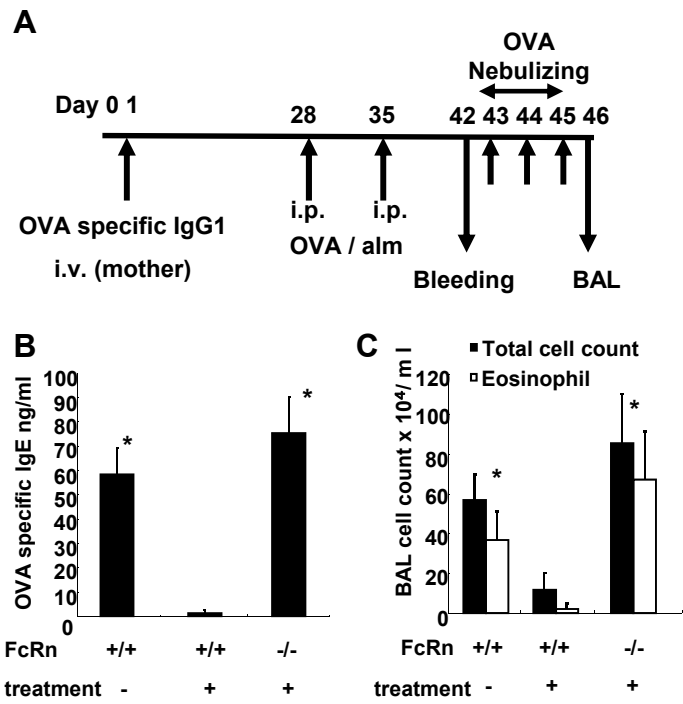 A
OVA
Nebulizing
Day 0 1
28
35
42 43 44 45 46
OVA specific IgG1
i.v. (mother)
i.p.
i.p.
OVA / alm
Bleeding
BAL
B
OVA specific IgE ng/ml
100
90
80
70
60
50
40
30
20
10
0
*
*
FcRn +/+ +/+ -/-
treatment - + +
C
Total cell count
Eosinophil
BAL cell count x 10⁴/ m l
120
100
80
60
40
20
0
*
*
FcRn +/+ +/+ -/-
treatment - + +